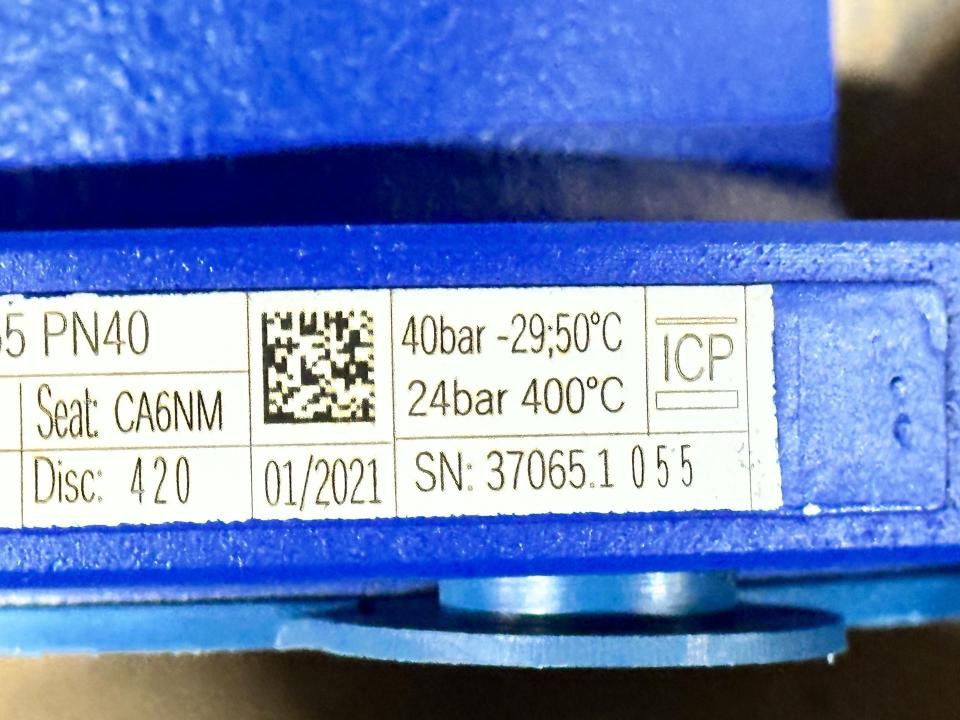 5 PN40
40bar -29;50°C
24bar 400°C
ICP
Seat: CA6NM
Disc: 420
01/2021
SN: 37065.1 055